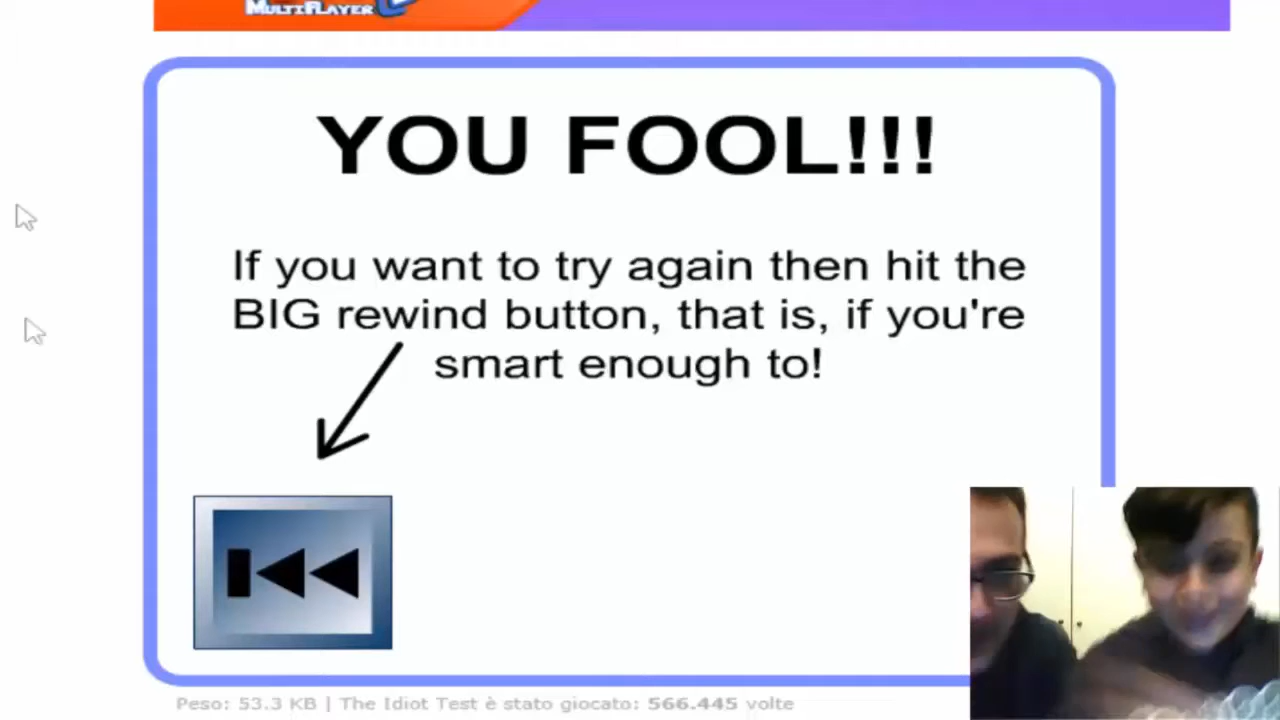 MULTIPLAYER
YOU FOOL!!!
If you want to try again then hit the
BIG rewind button, that is, if you're
smart enough to!
Peso: 53.3 KB | The Idiot Test è stato giocato: 566.445 volte